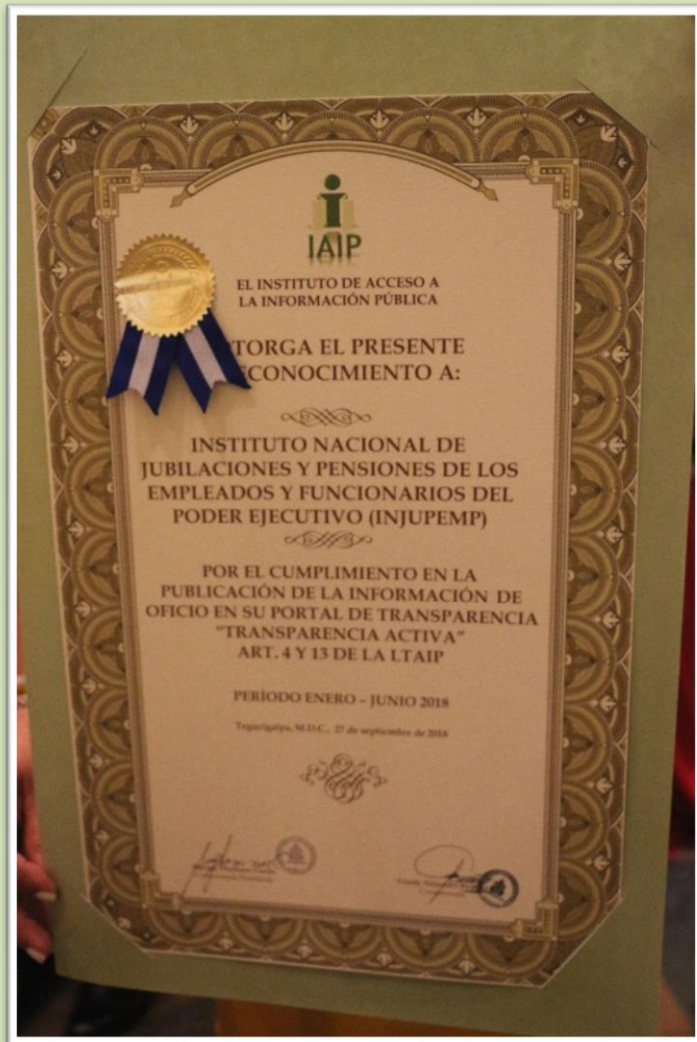 IAIP
EL INSTITUTO DE ACCESO A
LA INFORMACIÓN PÚBLICA
TORGA EL PRESENTE
CONOCIMIENTO A:
INSTITUTO NACIONAL DE
JUBILACIONES Y PENSIONES DE LOS
EMPLEADOS Y FUNCIONARIOS DEL
PODER EJECUTIVO (INJUPEMP)
POR EL CUMPLIMIENTO EN LA
PUBLICACIÓN DE LA INFORMACIÓN DE
OFICIO EN SU PORTAL DE TRANSPARENCIA
"TRANSPARENCIA ACTIVA"
ART. 4 Y 13 DE LA LTAIP
PERÍODO ENERO – JUNIO 2018
Tegucigalpa, M.D.C., 27 de septiembre de 2018